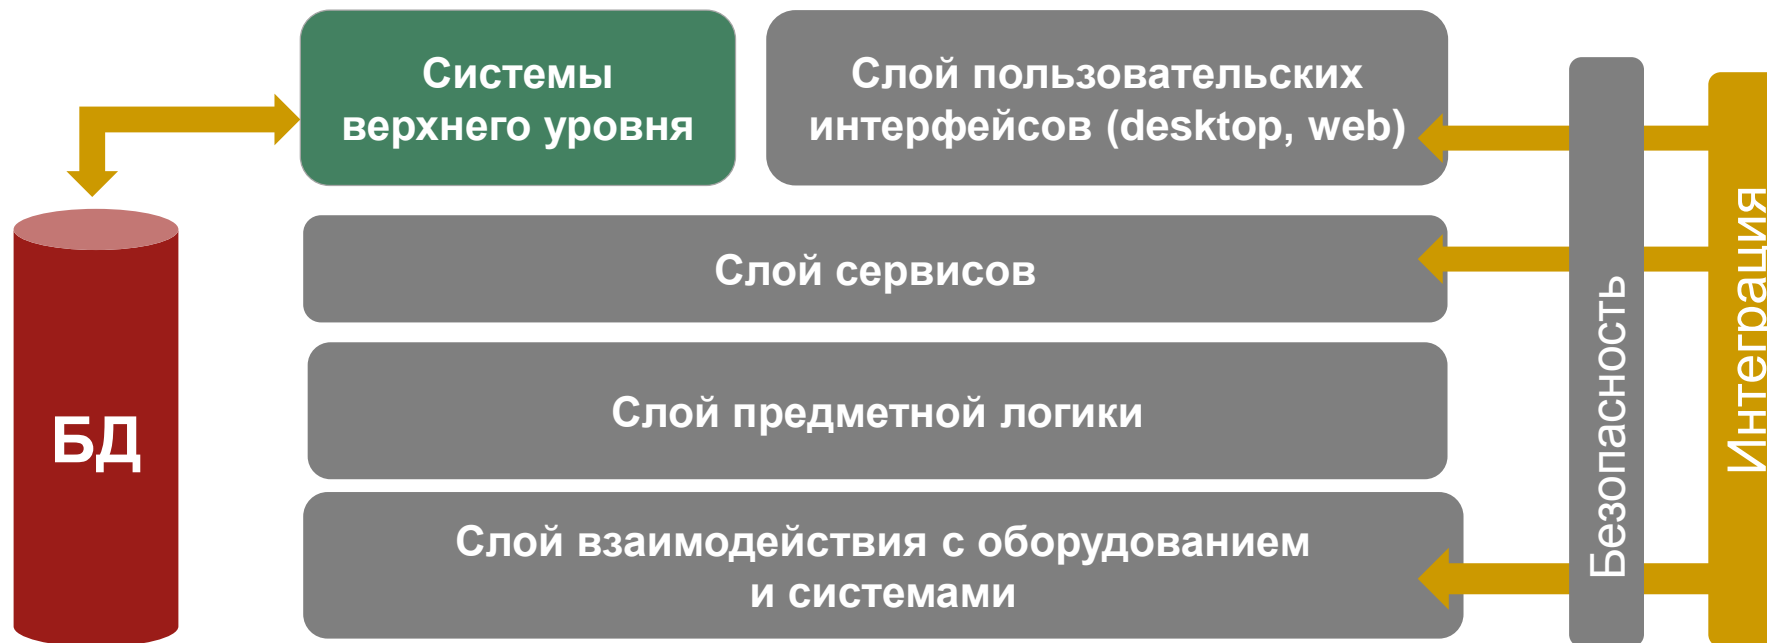 Системы
верхнего уровня
Слой пользовательских
интерфейсов (desktop, web)
Слой сервисов
Слой предметной логики
Слой взаимодействия с оборудованием
и системами
БД
Безопасность
Интеграция